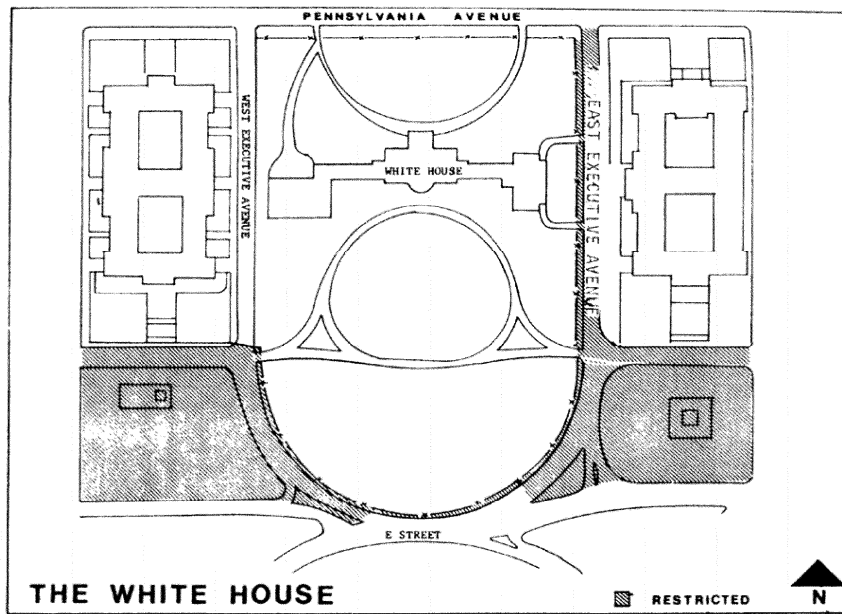 PENNSYLVANIA AVENUE
WEST EXECUTIVE AVENUE
WHITE HOUSE
EAST EXECUTIVE AVENUE
E STREET
THE WHITE HOUSE
RESTRICTED
N